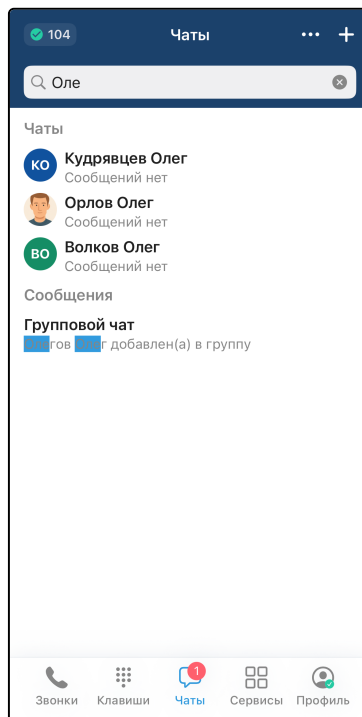 104
Чаты
Оле
Чаты
КО
Кудрявцев Олег
Сообщений нет
Орлов Олег
Сообщений нет
ВО
Волков Олег
Сообщений нет
Сообщения
Групповой чат
гов г добавлен(а) в группу
1
Звонки Клавиши Чаты Сервисы Профиль